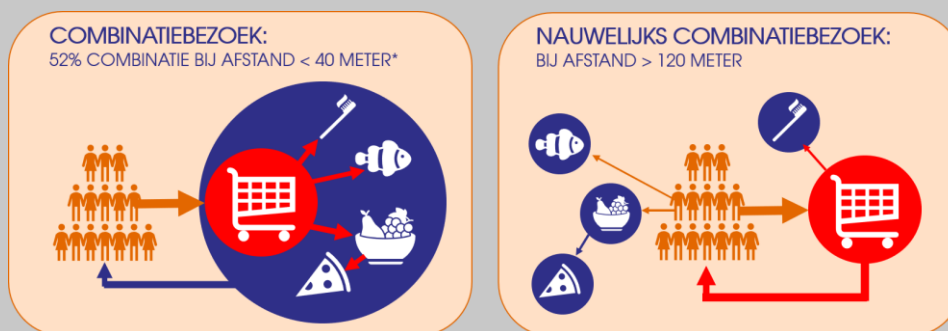 COMBINATIEBEZOEK:
52% COMBINATIE BIJ AFSTAND < 40 METER*
NAUWELIJKS COMBINATIEBEZOEK:
BIJ AFSTAND > 120 METER